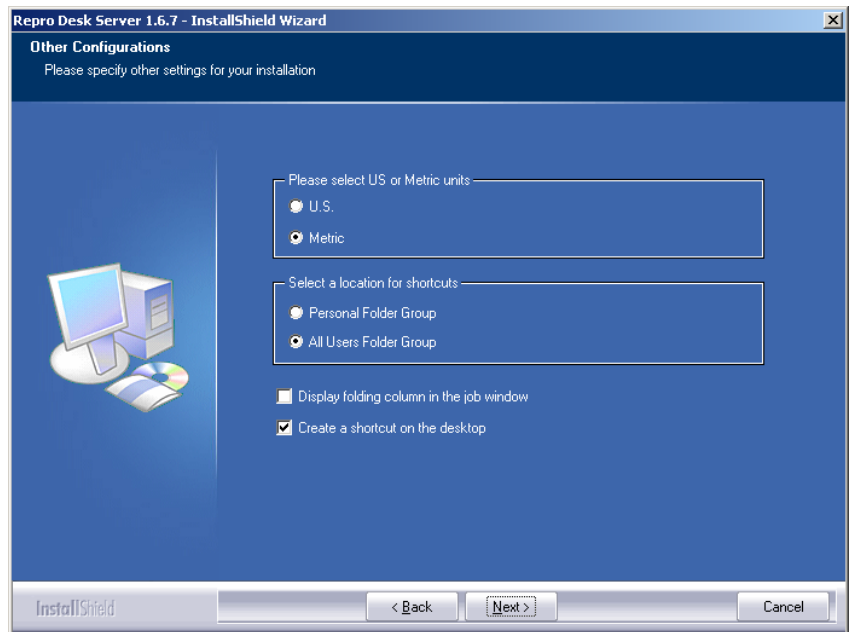 Repro Desk Server 1.6.7 - InstallShield Wizard
Other Configurations
Please specify other settings for your installation
Please select US or Metric units
U.S.
Metric
Select a location for shortcuts
Personal Folder Group
All Users Folder Group
Display folding column in the job window
Create a shortcut on the desktop
InstallShield
< Back
Next >
Cancel